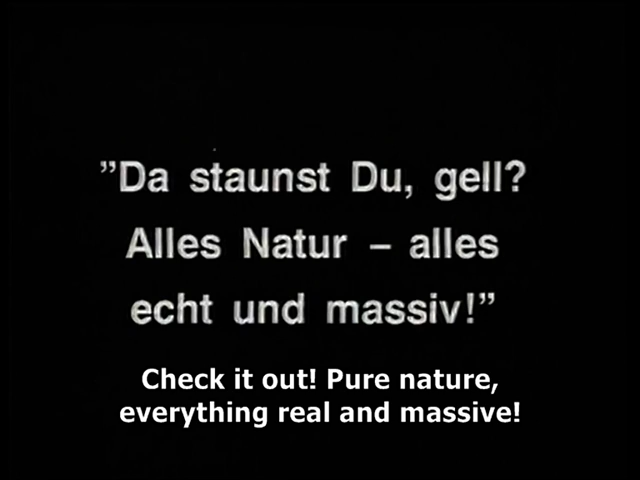 ”Da staunst Du, gell?
Alles Natur – alles
echt und massiv!”
Check it out! Pure nature,
everything real and massive!